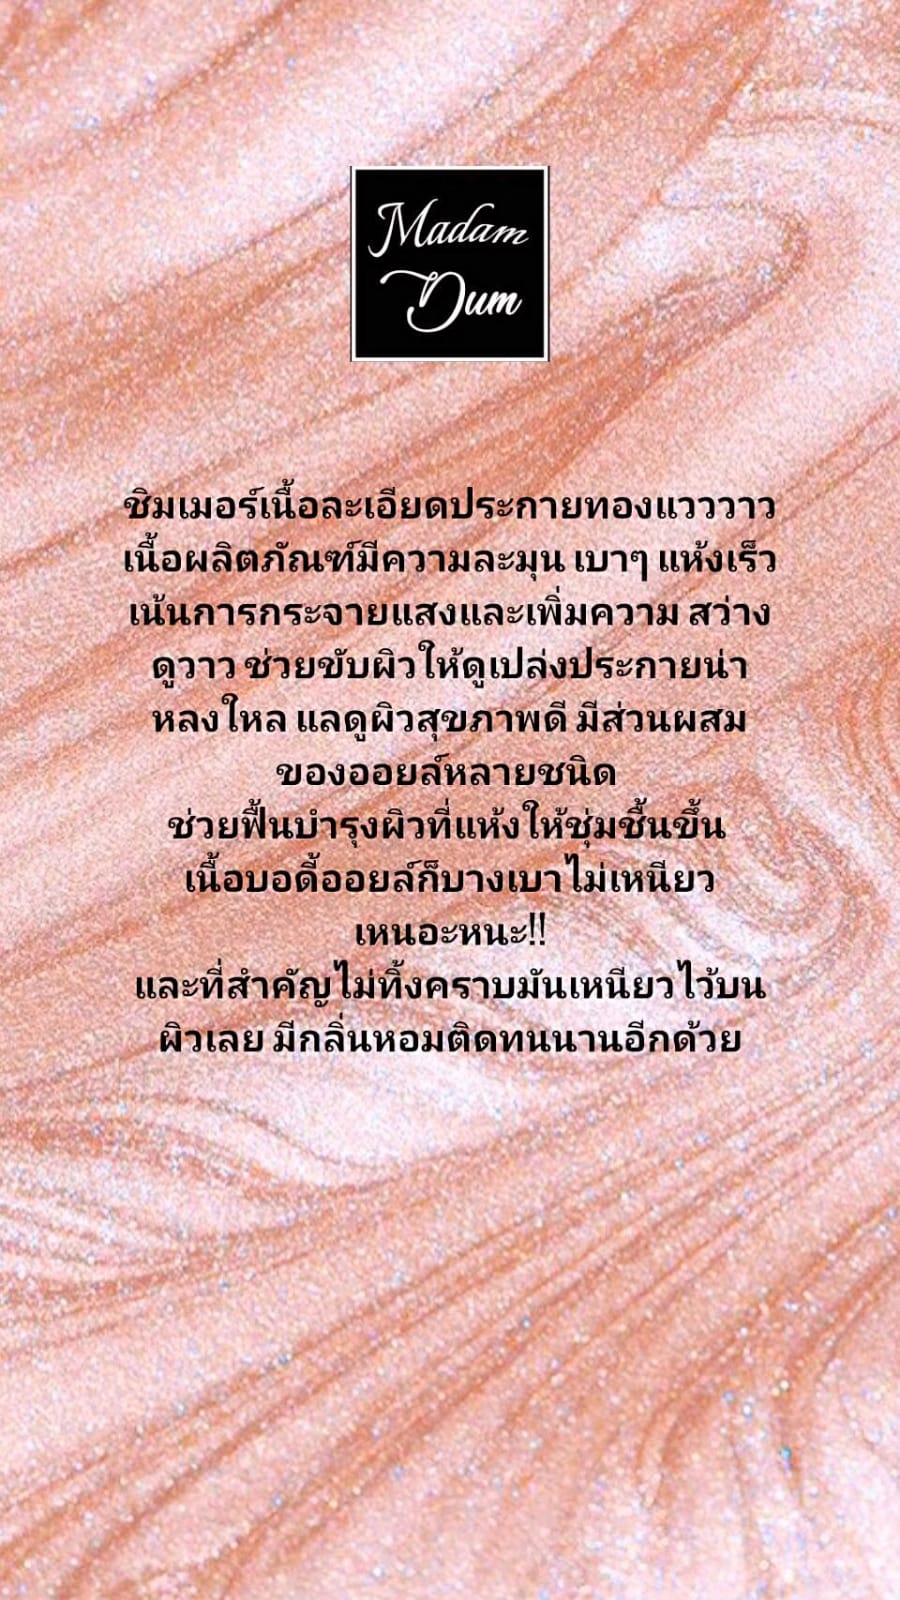 Madam
Dum
ชิมเมอร์เนื้อละเอียดประกายทองแวววาว
เนื้อผลิตภัณฑ์มีความละมุน เบาๆ แห้งเร็ว
เน้นการกระจายแสงและเพิ่มความ สว่าง
ดูวาว ช่วยขับผิวให้ดูเปล่งประกายน่า
หลงใหล แลดูผิวสุขภาพดี มีส่วนผสม
ของออยล์หลายชนิด
ช่วยฟื้นบำรุงผิวที่แห้งให้ชุ่มชื้นขึ้น
เนื้อบอดี้ออยล์ก็บางเบาไม่เหนียว
เหนอะหนะ!!
และที่สำคัญไม่ทิ้งคราบมันเหนียวไว้บน
ผิวเลย มีกลิ่นหอมติดทนนานอีกด้วย